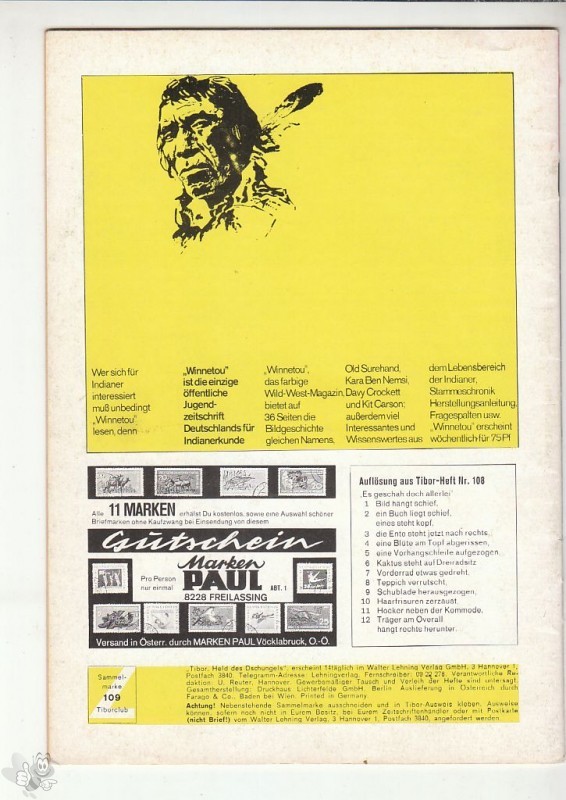 Wer sich für
Indianer
interessiert
muß unbedingt
„Winnetou"
lesen, denn
„Winnetou"
ist die einzige
öffentliche
Jugend-
zeitschrift
Deutschlands für
Indianerkunde
„Winnetou",
das farbige
Wild-West-Magazin,
bietet auf
36 Seiten die
Bildgeschichte
gleichen Namens,
Old Surehand,
Kara Ben Nemsi,
Davy Crockett
und Kit Carson;
außerdem viel
Interessantes und
Wissenswertes aus
dem Lebensbereich
der Indianer,
Stammeschronik
Herstellungsanleitung,
Fragespalten usw.
„Winnetou' erscheint
wöchentlich für 75Pf
Alle 11 MARKEN erhälst Du kostenlos, sowie eine Auswahl schöner
Briefmarken ohne Kaufzwang bei Einsendung von diesem
Gutschein
Pro Person
nur einmal
Marken
PAUL ABT. 1
8228 FREILASSING
Versand in Österr. durch MARKEN PAUL Vöcklabruck, O.-Ö.
Auflösung aus Tibor-Heft Nr. 108
„Es geschah doch allerlei"
1 Bild hängt schief,
2 ein Buch liegt schief,
eines steht kopf,
3 die Ente steht jetzt nach rechts,
4 eine Blüte am Topf abgerissen,
5 eine Vorhangschleife aufgezogen,
6 Kaktus steht auf Dreiradsitz
7 Vorderrad etwas gedreht,
8 Teppich verrutscht,
9 Schublade herausgezogen,
10 Haarfrisuren zerzaust,
11 Hocker neben der Kommode,
12 Träger am Overall
hängt rechts herunter.
Sammel-
marke
109
Tiborclub
„Tibor, Held des Dschungels", erscheint 14täglich im Walter Lehning Verlag GmbH, 3 Hannover 1,
Postfach 3840, Telegramm-Adresse: Lehningverlag, Fernschreiber: 09 22 278. Verantwortliche Re-
daktion: U. Reuter, Hannover. Gewerbsmäßiger Tausch und Verleih der Hefte sind untersagt.
Gesamtherstellung: Druckhaus Lichterfelde GmbH, Berlin Auslieferung in Österreich durch
Farago & Co., Baden bei Wien. Printed in Germany.
Achtung! Nebenstehende Sammelmarke ausschneiden und in Tibor-Ausweis kleben. Ausweise
können, sofern noch nicht in Eurem Besitz, bei Eurem Zeitschriftenhändler oder mit Postkarte
(nicht Brief!) vom Walter Lehning Verlag, 3 Hannover 1, Postfach 3840, angefordert werden.